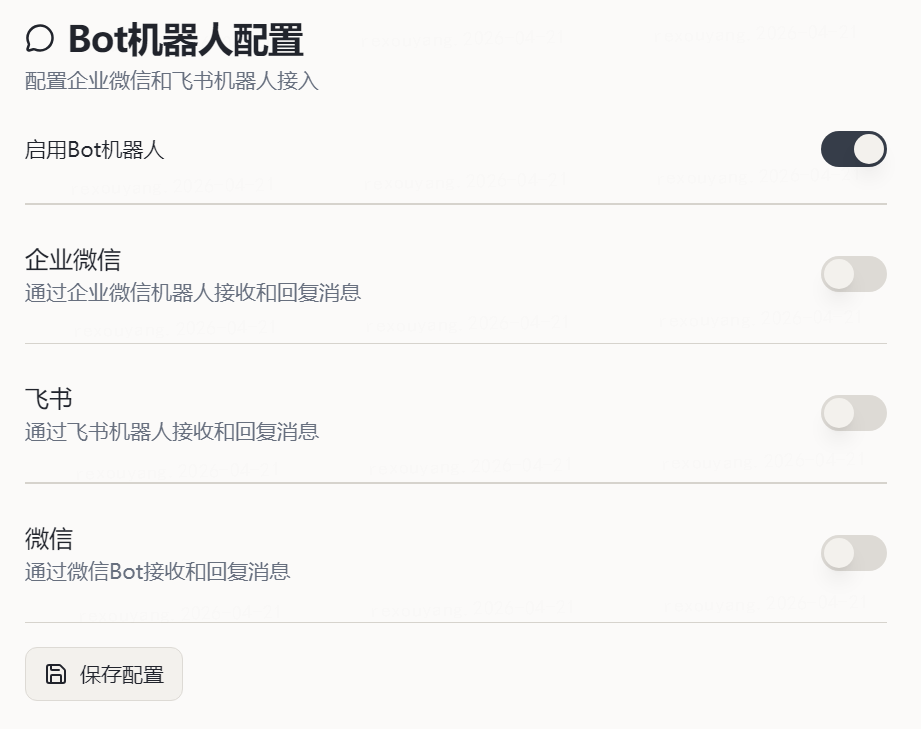 Bot机器人配置
配置企业微信和飞书机器人接入
启用Bot机器人
企业微信
通过企业微信机器人接收和回复消息
飞书
通过飞书机器人接收和回复消息
微信
通过微信Bot接收和回复消息
保存配置